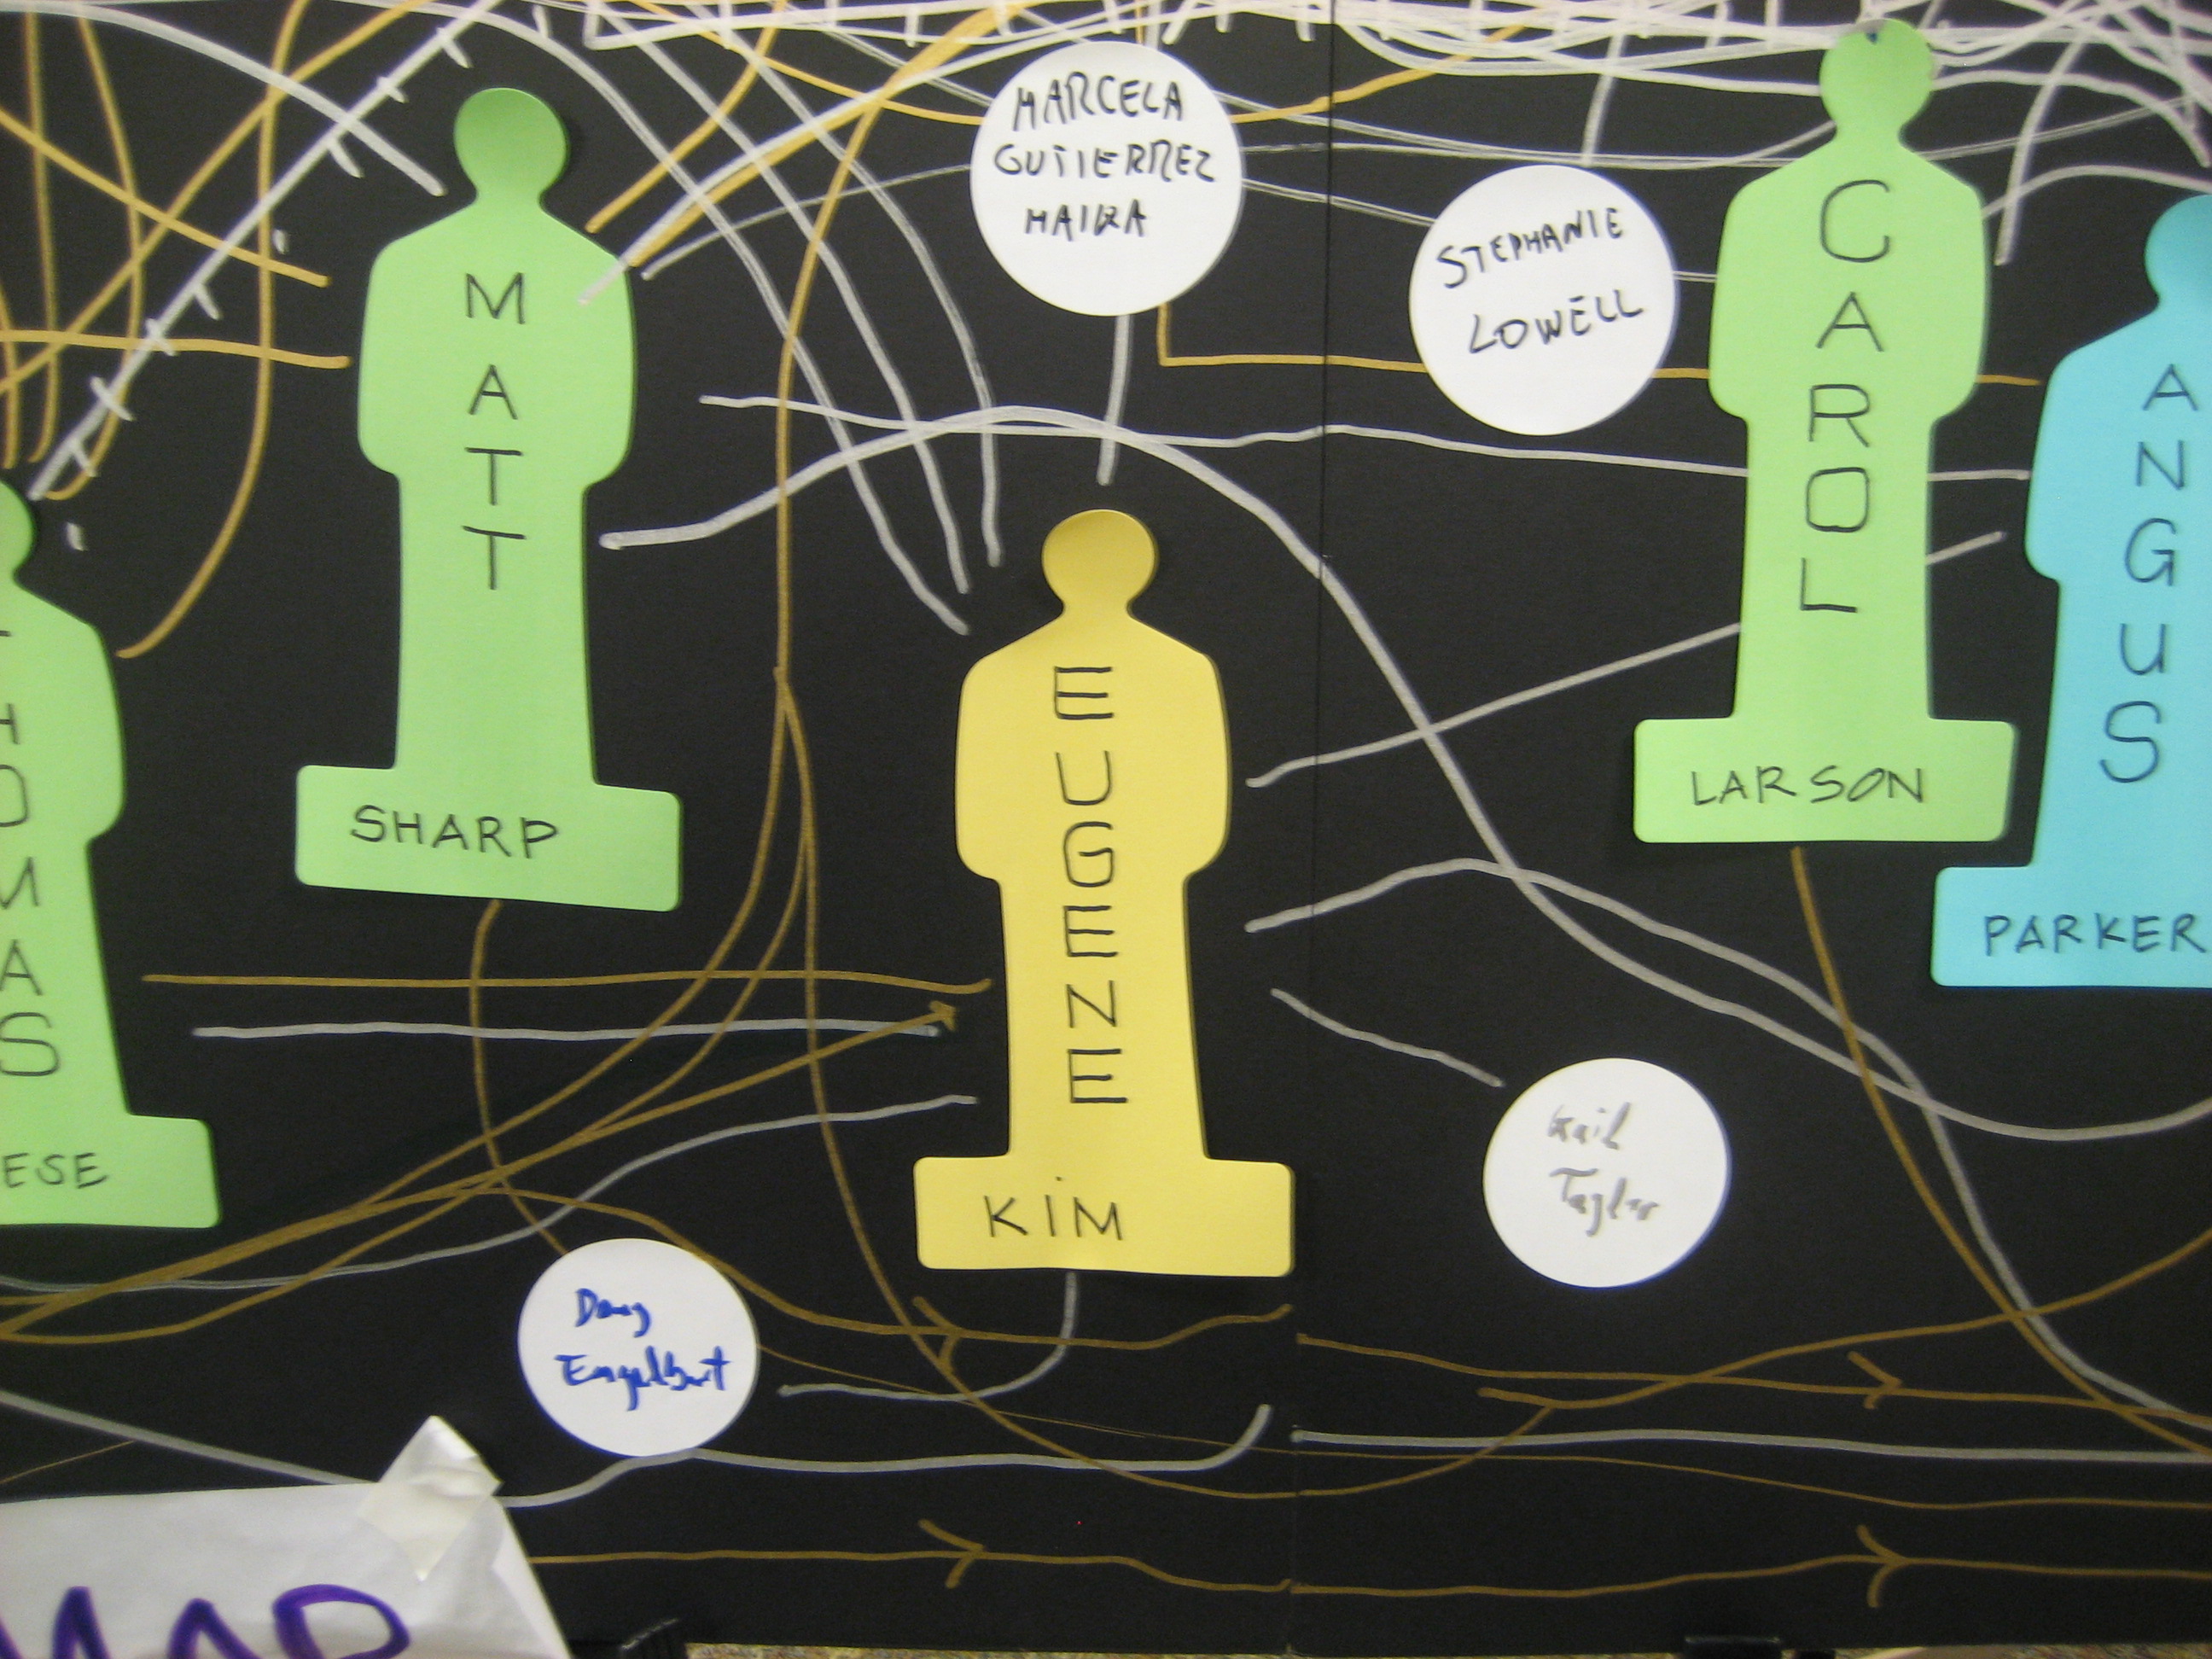 MARCELA
GUTIERREZ
STEPHANIE
LOWELL
MATT
SHARP
CAROL
LARSON
ANGUS
PARKER
EUGENE
KiM
HOMAS
ESE
Gail
Taylor
Doug
Engelbart
MAP